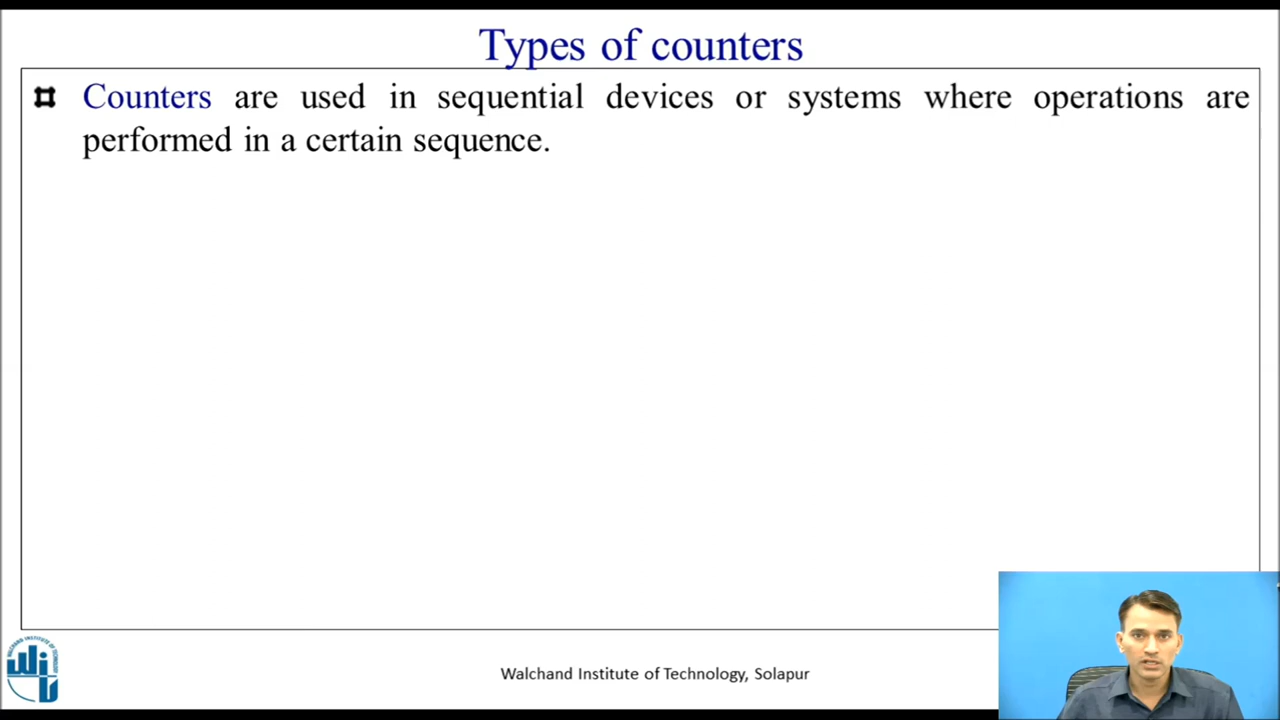 Types of counters
Counters are used in sequential devices or systems where operations are
performed in a certain sequence.
Walchand Institute of Technology, Solapur